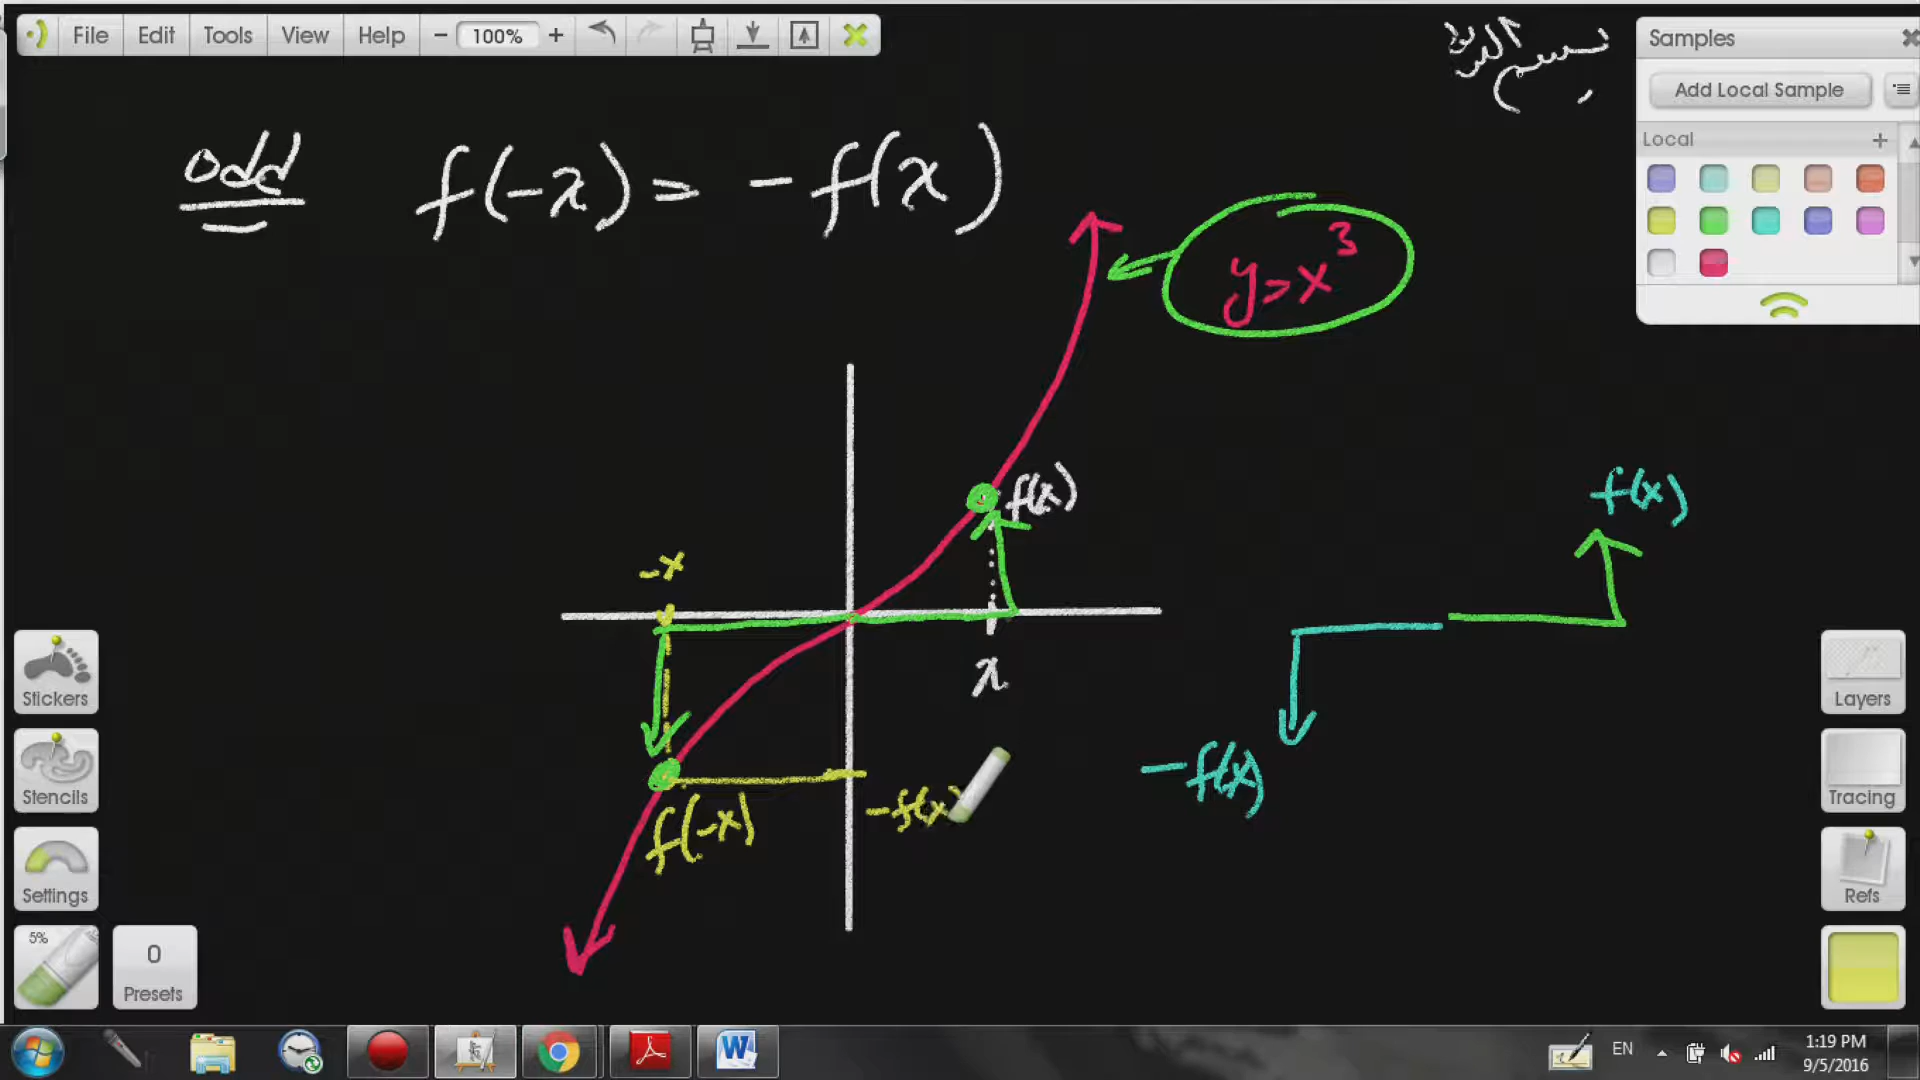 File Edit Tools View Help − 100% +
بسم الله
Samples
Add Local Sample
Local +
odd f(-x) = - f(x)
y = x³
f(x)
f(x)
-x
x
-f(x)
-f(x)
f(-x)
Stickers
Stencils
Settings
5%
0
Presets
Layers
Tracing
Refs
EN
1:19 PM
9/5/2016